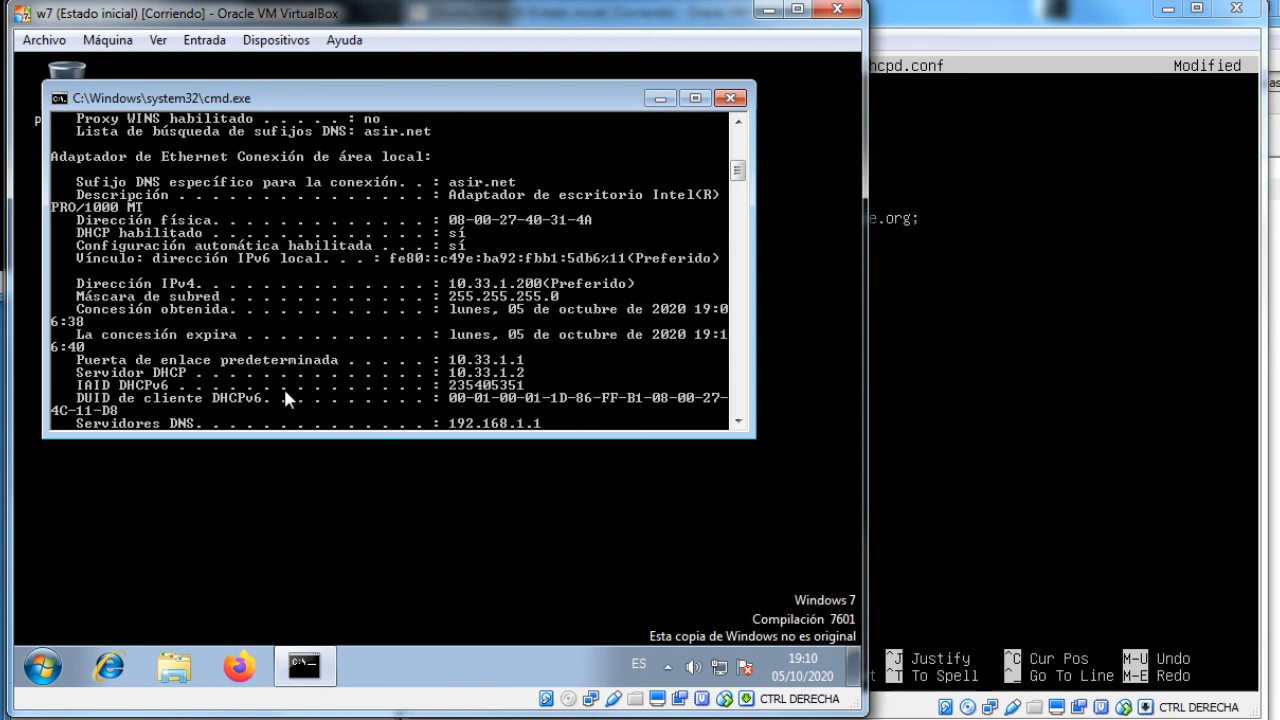 w7 (Estado inicial) [Corriendo] - Oracle VM VirtualBox
Archivo Máquina Ver Entrada Dispositivos Ayuda
hcpd.conf Modified
C:\Windows\system32\cmd.exe
Proxy WINS habilitado . . . . . : no
Lista de búsqueda de sufijos DNS: asir.net
Adaptador de Ethernet Conexión de área local:
Sufijo DNS específico para la conexión. . : asir.net
Descripción . . . . . . . . . . . . . . . : Adaptador de escritorio Intel(R)
PRO/1000 MT
Dirección física. . . . . . . . . . . . . : 08-00-27-40-31-4A
DHCP habilitado . . . . . . . . . . . . . : sí
Configuración automática habilitada . . . : sí
Vínculo: dirección IPv6 local. . . : fe80::c49e:ba92:fbb1:5db6%11(Preferido)
e.org;
Dirección IPv4. . . . . . . . . . . . . . : 10.33.1.200(Preferido)
Máscara de subred . . . . . . . . . . . . : 255.255.255.0
Concesión obtenida. . . . . . . . . . . . : lunes, 05 de octubre de 2020 19:0
6:38
La concesión expira . . . . . . . . . . . : lunes, 05 de octubre de 2020 19:1
6:40
Puerta de enlace predeterminada . . . . . : 10.33.1.1
Servidor DHCP . . . . . . . . . . . . . . : 10.33.1.2
IAID DHCPv6 . . . . . . . . . . . . . . . : 235405351
DUID de cliente DHCPv6. . . . . . . . . . : 00-01-00-01-1D-86-FF-B1-08-00-27-
4C-11-D8
Servidores DNS. . . . . . . . . . . . . . : 192.168.1.1
Windows 7
Compilación 7601
Esta copia de Windows no es original
^J Justify ^C Cur Pos M-U Undo
^T To Spell ^_ Go To Line M-E Redo
ES 19:10
05/10/2020
CTRL DERECHA
CTRL DERECHA